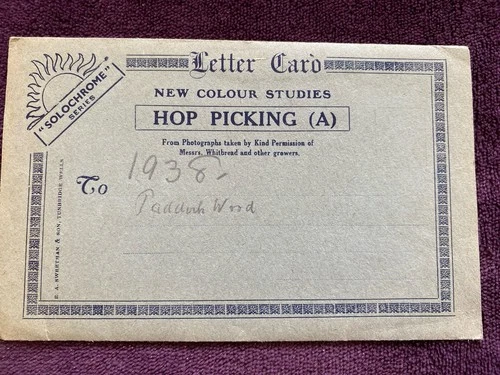 Letter Card
"SOLOCHROME"
SERIES
NEW COLOUR STUDIES
HOP PICKING (A)
From Photographs taken by Kind Permission of
Messrs. Whitbread and other growers.
To
1938
Paddock Wood
E. A. SWEETMAN & SON, TUNBRIDGE WELLS